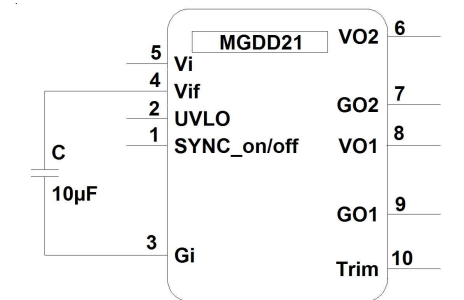 MGDD21
5 Vi
4 Vif
2 UVLO
1 SYNC_on/off
3 Gi
C
10µF
VO2 6
GO2 7
VO1 8
GO1 9
Trim 10